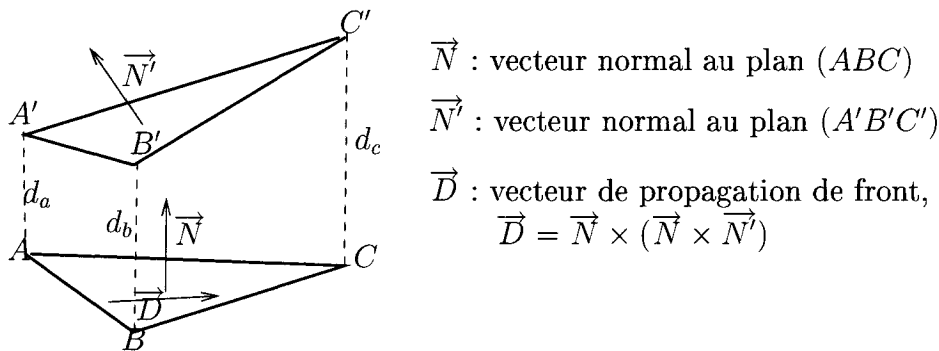 C'
N⃗'
A'
B'
d_c
d_a
d_b
N⃗
A
C
D⃗
B
N⃗ : vecteur normal au plan (ABC)
N⃗' : vecteur normal au plan (A'B'C')
D⃗ : vecteur de propagation de front,
D⃗ = N⃗ × (N⃗ × N⃗')